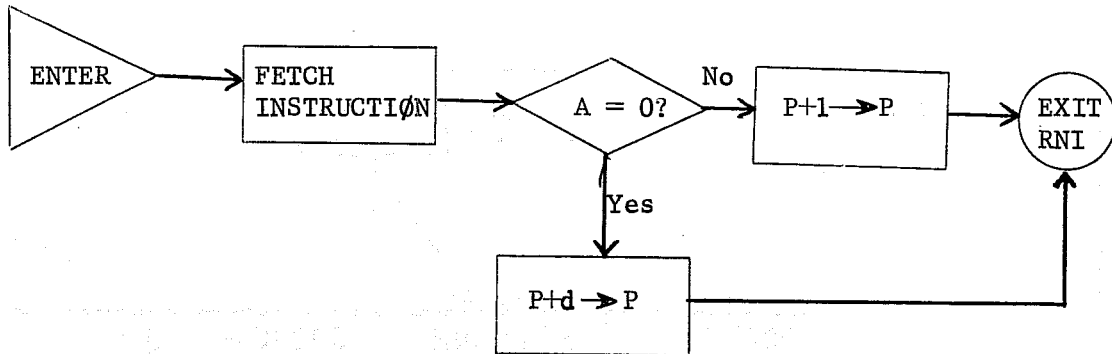 ENTER
FETCH
INSTRUCTIØN
A = 0?
No
P+1→P
EXIT
RNI
Yes
P+d→P